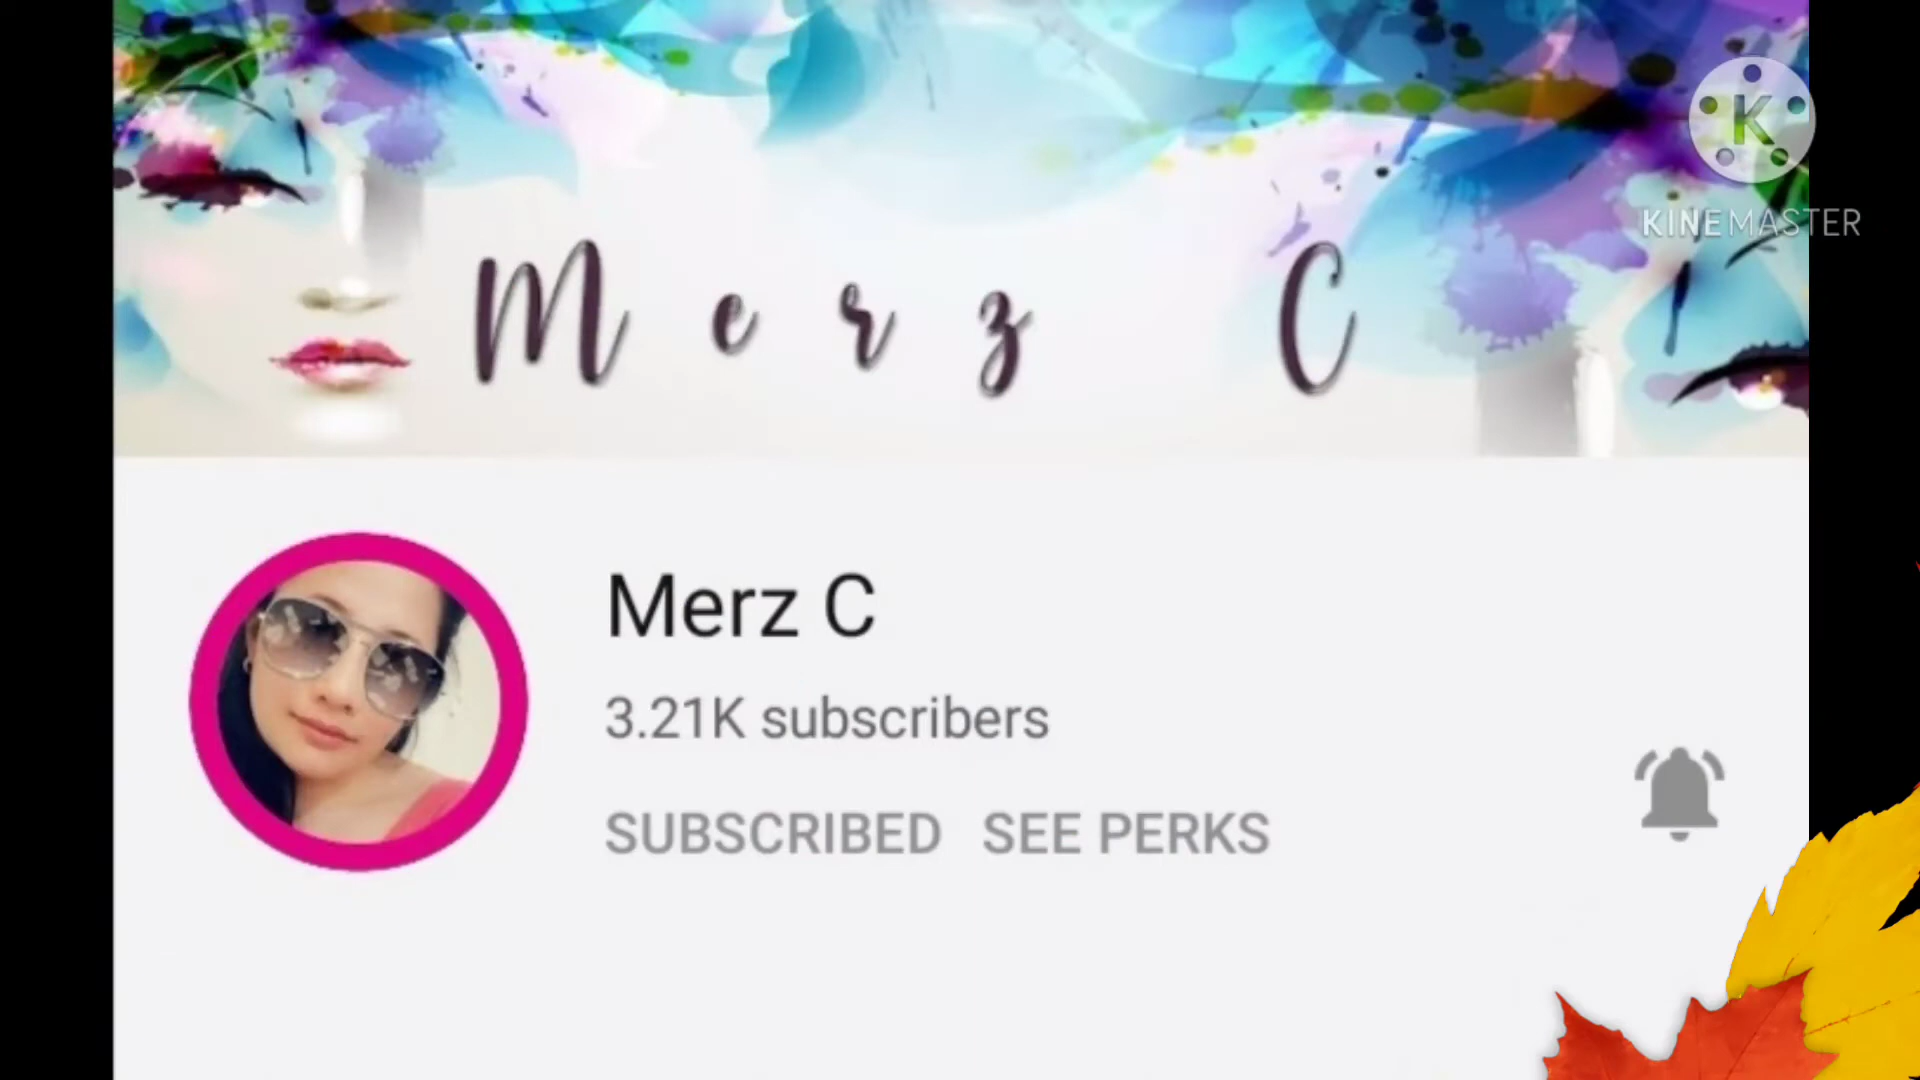 K
KINEMASTER
Merz C
Merz C
3.21K subscribers
SUBSCRIBED SEE PERKS